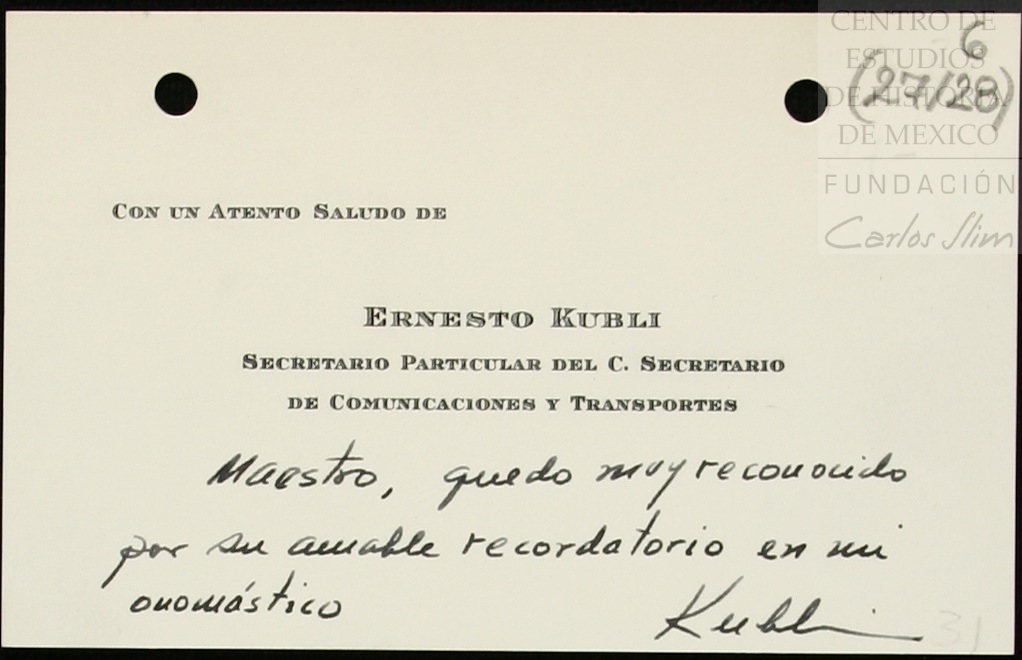 CENTRO DE
ESTUDIOS
DE HISTORIA
DE MEXICO
FUNDACIÓN
Carlos Slim
6
(27/28)
CON UN ATENTO SALUDO DE
ERNESTO KUBLI
SECRETARIO PARTICULAR DEL C. SECRETARIO
DE COMUNICACIONES Y TRANSPORTES
Maestro, quedo muy reconocido
por su amable recordatorio en mi
onomástico
Kubli
31